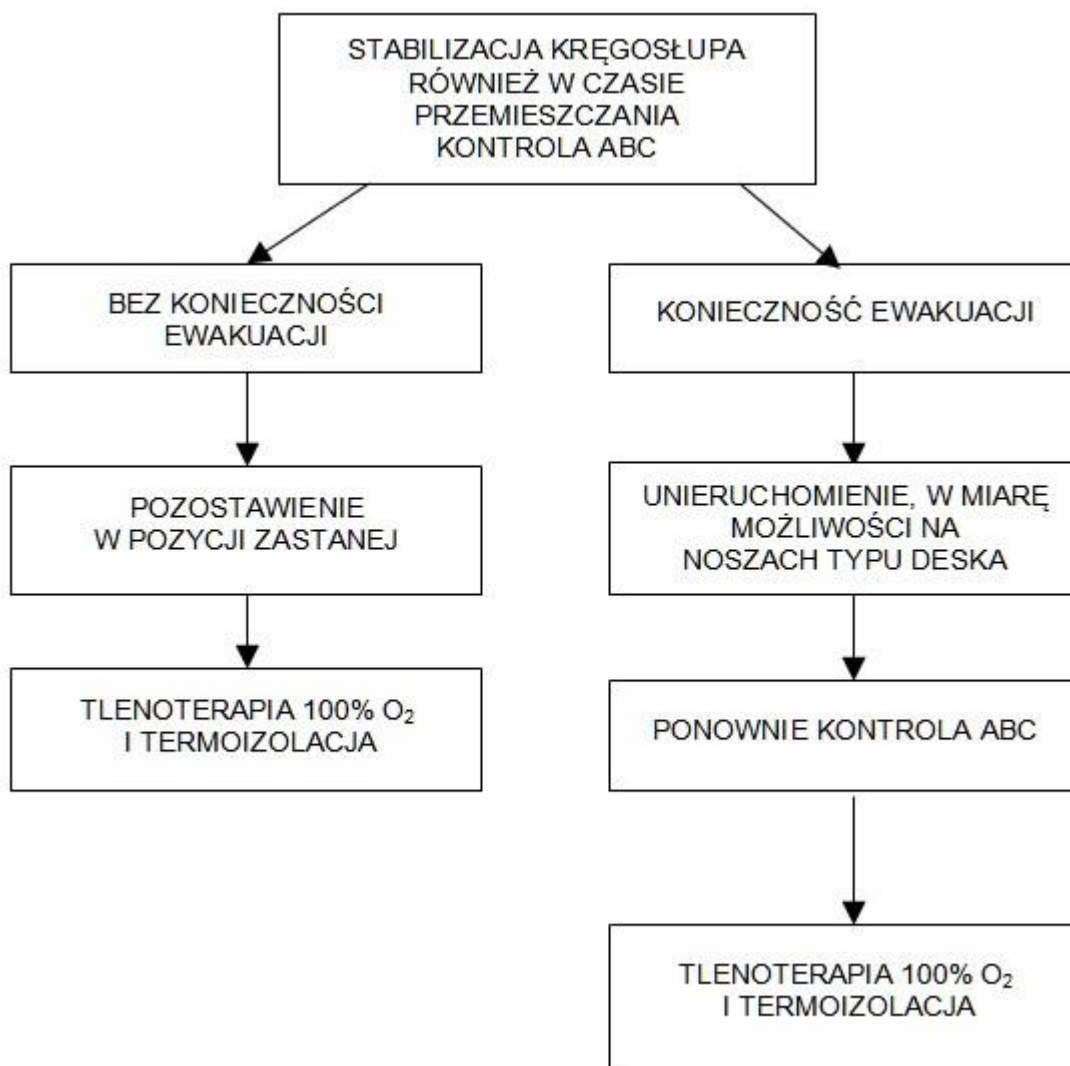 STABILIZACJA KRĘGOSŁUPA
RÓWNIEŻ W CZASIE
PRZEMIESZCZANIA
KONTROLA ABC
BEZ KONIECZNOŚCI
EWAKUACJI
POZOSTAWIENIE
W POZYCJI ZASTANEJ
TLENOTERAPIA 100% O₂
I TERMOIZOLACJA
KONIECZNOŚĆ EWAKUACJI
UNIERUCHOMIENIE, W MIARĘ
MOŻLIWOŚCI NA
NOSZACH TYPU DESKA
PONOWNIE KONTROLA ABC
TLENOTERAPIA 100% O₂
I TERMOIZOLACJA